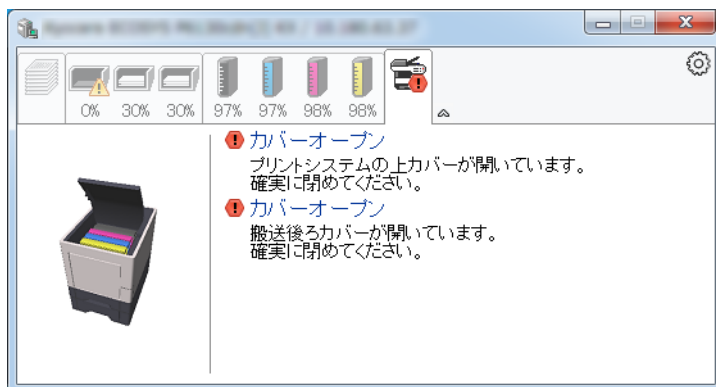 0% 30% 30% 97% 97% 98% 98%
カバーオープン
プリントシステムの上カバーが開いています。
確実に閉めてください。
カバーオープン
搬送後ろカバーが開いています。
確実に閉めてください。